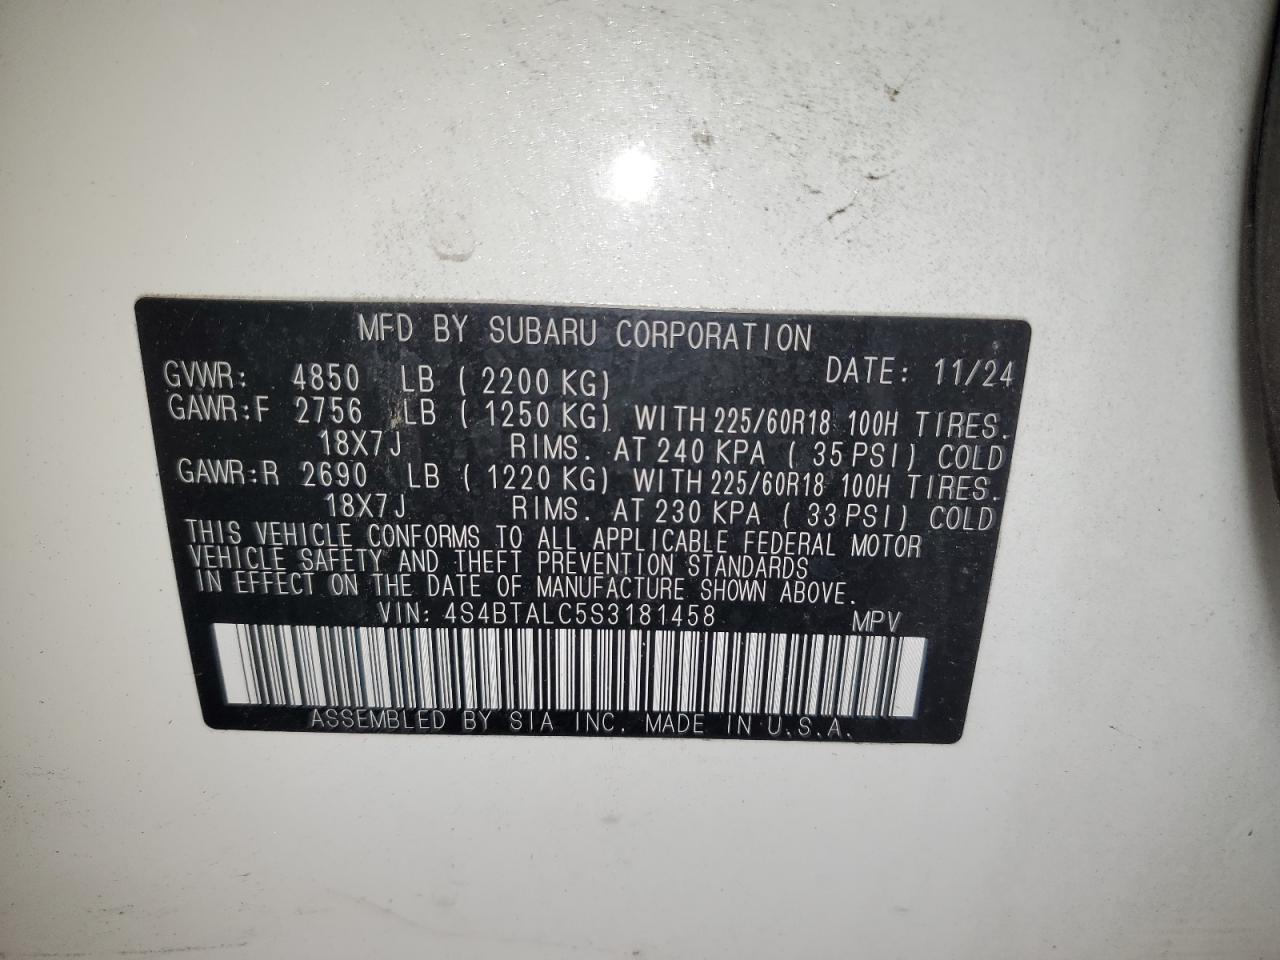 MFD BY SUBARU CORPORATION
DATE: 11/24
GVWR: 4850 LB ( 2200 KG)
GAWR:F 2756 LB ( 1250 KG) WITH 225/60R18 100H TIRES.
18X7J RIMS. AT 240 KPA ( 35 PSI) COLD
GAWR:R 2690 LB ( 1220 KG) WITH 225/60R18 100H TIRES.
18X7J RIMS. AT 230 KPA ( 33 PSI) COLD
THIS VEHICLE CONFORMS TO ALL APPLICABLE FEDERAL MOTOR
VEHICLE SAFETY AND THEFT PREVENTION STANDARDS
IN EFFECT ON THE DATE OF MANUFACTURE SHOWN ABOVE.
VIN: 4S4BTALC5S3181458 MPV
ASSEMBLED BY SIA INC. MADE IN U.S.A.